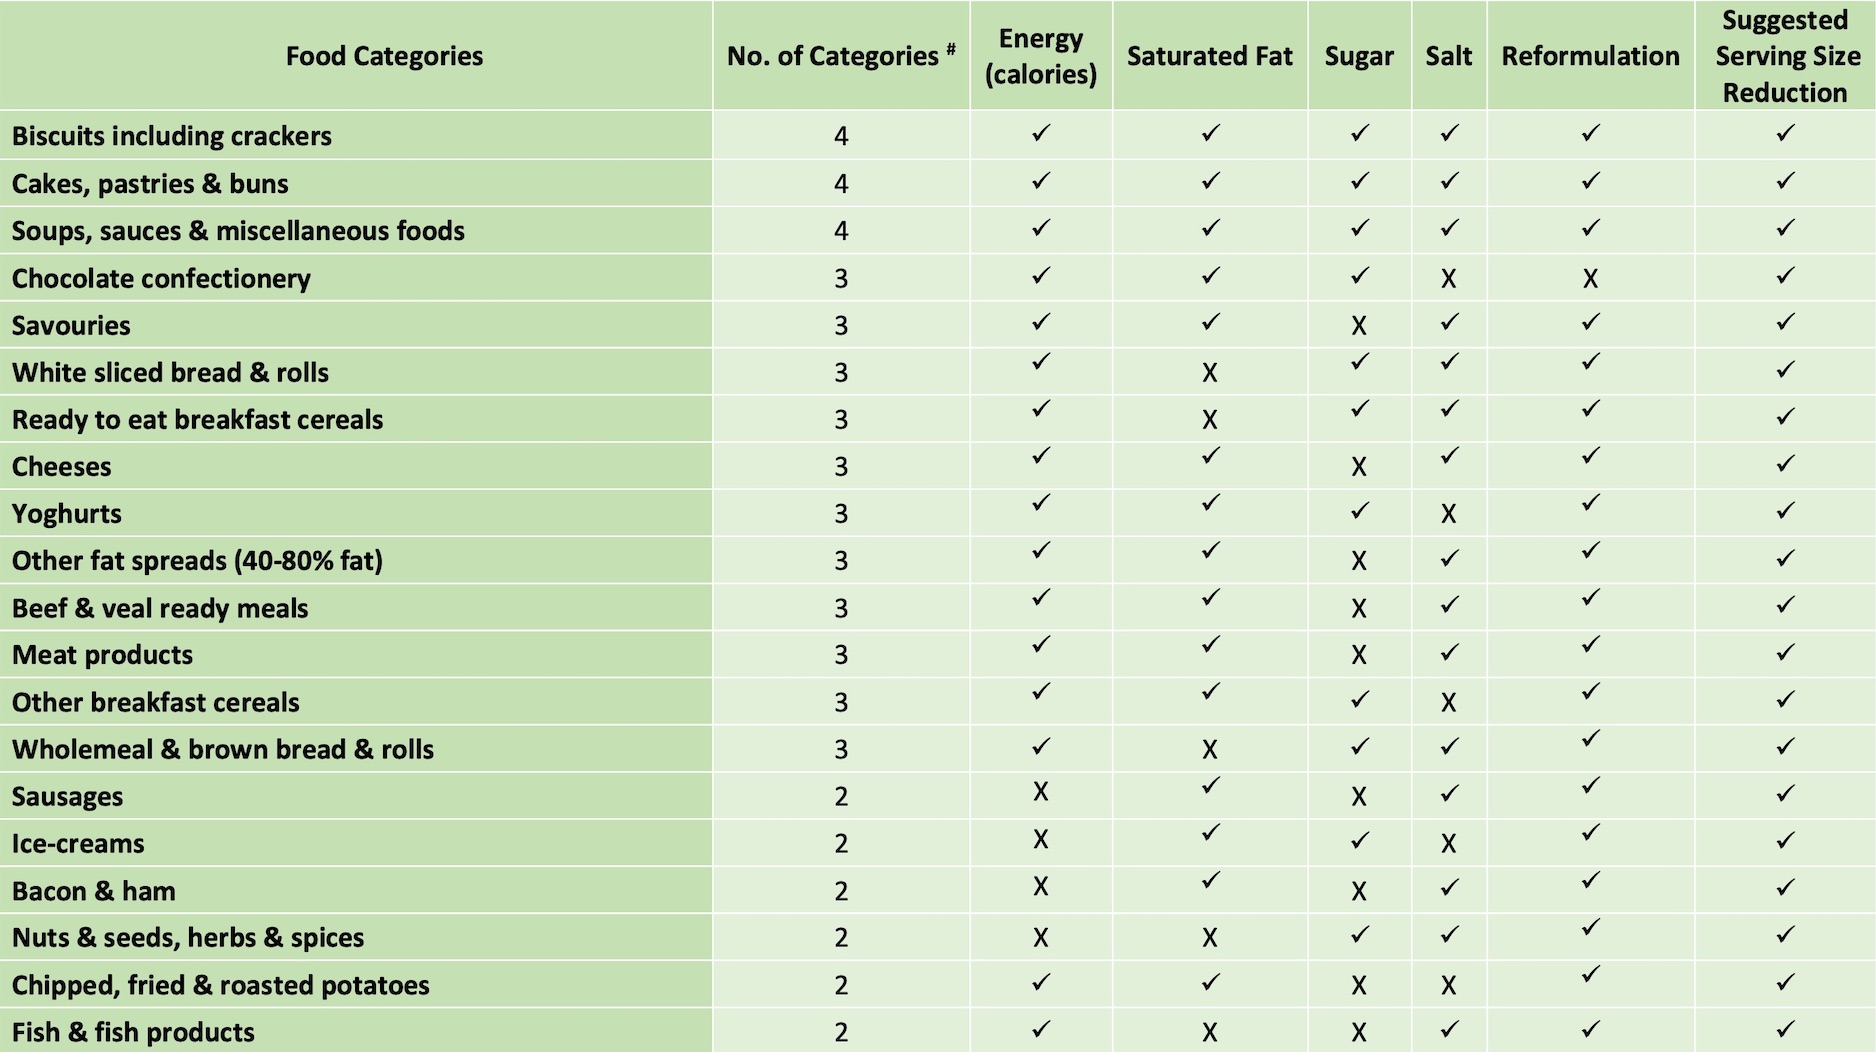 Food Categories No. of Categories # Energy (calories) Saturated Fat Sugar Salt Reformulation Suggested Serving Size Reduction
Biscuits including crackers 4 ✓ ✓ ✓ ✓ ✓ ✓
Cakes, pastries & buns 4 ✓ ✓ ✓ ✓ ✓ ✓
Soups, sauces & miscellaneous foods 4 ✓ ✓ ✓ ✓ ✓ ✓
Chocolate confectionery 3 ✓ ✓ ✓ X X ✓
Savouries 3 ✓ ✓ X ✓ ✓ ✓
White sliced bread & rolls 3 ✓ X ✓ ✓ ✓ ✓
Ready to eat breakfast cereals 3 ✓ X ✓ ✓ ✓ ✓
Cheeses 3 ✓ ✓ X ✓ ✓ ✓
Yoghurts 3 ✓ ✓ ✓ X ✓ ✓
Other fat spreads (40-80% fat) 3 ✓ ✓ X ✓ ✓ ✓
Beef & veal ready meals 3 ✓ ✓ X ✓ ✓ ✓
Meat products 3 ✓ ✓ X ✓ ✓ ✓
Other breakfast cereals 3 ✓ ✓ ✓ X ✓ ✓
Wholemeal & brown bread & rolls 3 ✓ X ✓ ✓ ✓ ✓
Sausages 2 X ✓ X ✓ ✓ ✓
Ice-creams 2 X ✓ ✓ X ✓ ✓
Bacon & ham 2 X ✓ X ✓ ✓ ✓
Nuts & seeds, herbs & spices 2 X X ✓ ✓ ✓ ✓
Chipped, fried & roasted potatoes 2 ✓ ✓ X X ✓ ✓
Fish & fish products 2 ✓ X X ✓ ✓ ✓